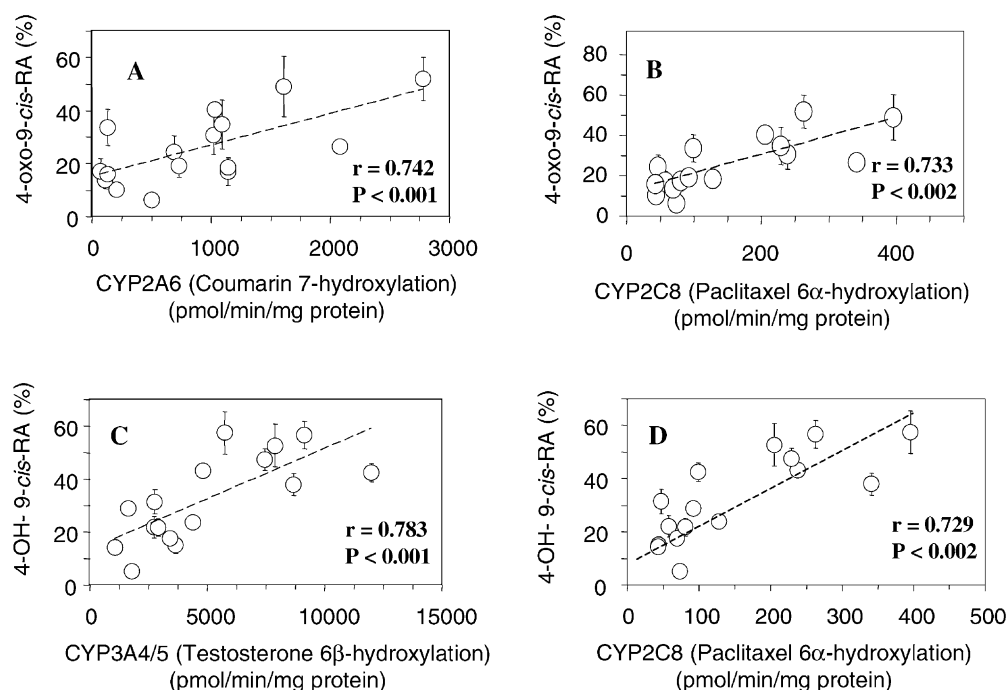 4-oxo-9-cis-RA (%)
60
40
20
0
A
r = 0.742
P < 0.001
0
1000
2000
3000
CYP2A6 (Coumarin 7-hydroxylation)
(pmol/min/mg protein)
4-oxo-9-cis-RA (%)
80
60
40
20
0
B
r = 0.733
P < 0.002
0
200
400
CYP2C8 (Paclitaxel 6α-hydroxylation)
(pmol/min/mg protein)
4-OH- 9-cis-RA (%)
60
40
20
0
C
r = 0.783
P < 0.001
0
5000
10000
15000
CYP3A4/5 (Testosterone 6β-hydroxylation)
(pmol/min/mg protein)
4-OH- 9-cis-RA (%)
60
40
20
0
D
r = 0.729
P < 0.002
0
100
200
300
400
500
CYP2C8 (Paclitaxel 6α-hydroxylation)
(pmol/min/mg protein)